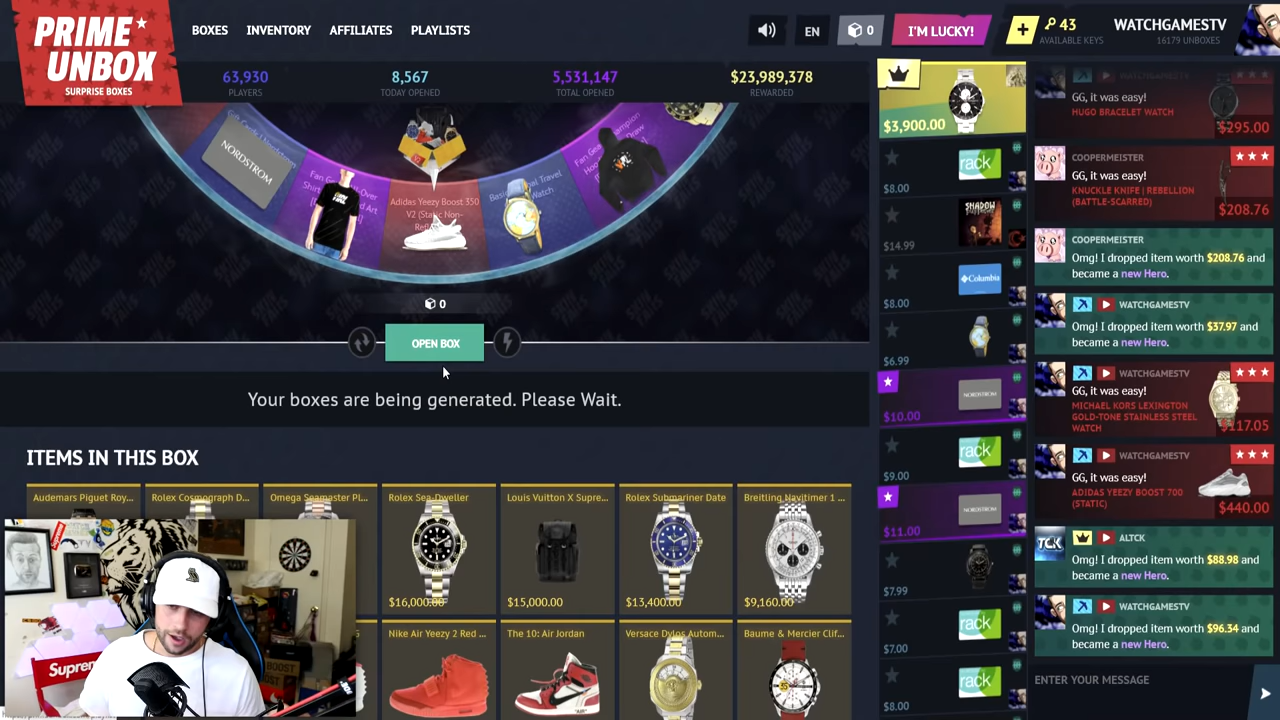 PRIME
UNBOX
SURPRISE BOXES
BOXES
INVENTORY
AFFILIATES
PLAYLISTS
EN
0
I'M LUCKY!
43
AVAILABLE KEYS
WATCHGAMESTV
16179 UNBOXES
63,930
PLAYERS
8,567
TODAY OPENED
5,531,147
TOTAL OPENED
$23,989,378
REWARDED
NORDSTROM
Adidas Yeezy Boost 350
V2 (Static Non-
0
OPEN BOX
Your boxes are being generated. Please Wait.
ITEMS IN THIS BOX
Audemars Piguet Roy...
Rolex Cosmograph D...
Omega Seamaster Pl...
Rolex Sea-Dweller
$16,000.00
Louis Vuitton X Supre...
$15,000.00
Rolex Submariner Date
$13,400.00
Breitling Navitimer 1 ...
$9,160.00
Nike Air Yeezy 2 Red ...
The 10: Air Jordan
Versace Dylos Autom...
Baume & Mercier Clif...
Suprem
$3,900.00
rack
$8.00
SHADOW
$14.99
Columbia
$8.00
$6.99
NORDSTROM
$10.00
rack
$9.00
NORDSTROM
$11.00
$7.99
rack
$7.00
rack
$8.00
WATCHGAMESTV
GG, it was easy!
HUGO BRACELET WATCH
$295.00
COOPERMEISTER
GG, it was easy!
KNUCKLE KNIFE | REBELLION
(BATTLE-SCARRED)
$208.76
COOPERMEISTER
Omg! I dropped item worth $208.76 and
became a new Hero.
WATCHGAMESTV
Omg! I dropped item worth $37.97 and
became a new Hero.
WATCHGAMESTV
GG, it was easy!
MICHAEL KORS LEXINGTON
GOLD-TONE STAINLESS STEEL
WATCH
$117.05
WATCHGAMESTV
GG, it was easy!
ADIDAS YEEZY BOOST 700
(STATIC)
$440.00
TCK
ALTCK
Omg! I dropped item worth $88.98 and
became a new Hero.
WATCHGAMESTV
Omg! I dropped item worth $96.34 and
became a new Hero.
ENTER YOUR MESSAGE